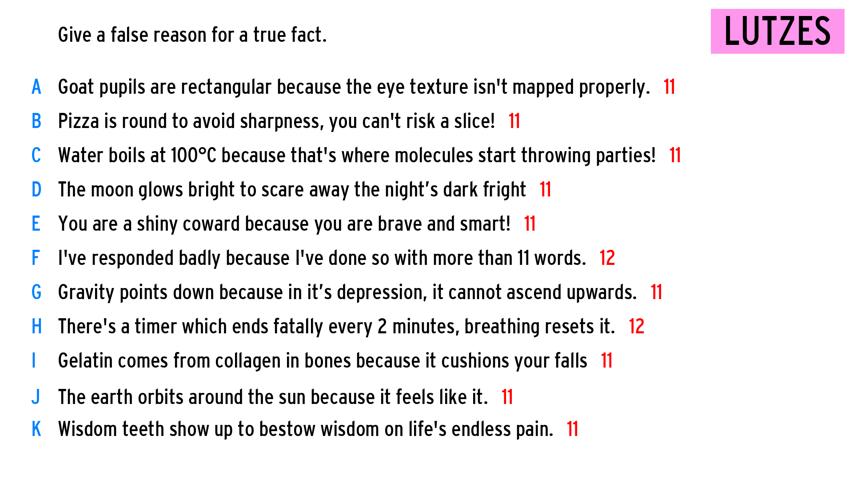 Give a false reason for a true fact.
LUTZES
A Goat pupils are rectangular because the eye texture isn't mapped properly. 11
B Pizza is round to avoid sharpness, you can't risk a slice! 11
C Water boils at 100°C because that's where molecules start throwing parties! 11
D The moon glows bright to scare away the night’s dark fright 11
E You are a shiny coward because you are brave and smart! 11
F I've responded badly because I've done so with more than 11 words. 12
G Gravity points down because in it’s depression, it cannot ascend upwards. 11
H There's a timer which ends fatally every 2 minutes, breathing resets it. 12
I Gelatin comes from collagen in bones because it cushions your falls 11
J The earth orbits around the sun because it feels like it. 11
K Wisdom teeth show up to bestow wisdom on life's endless pain. 11